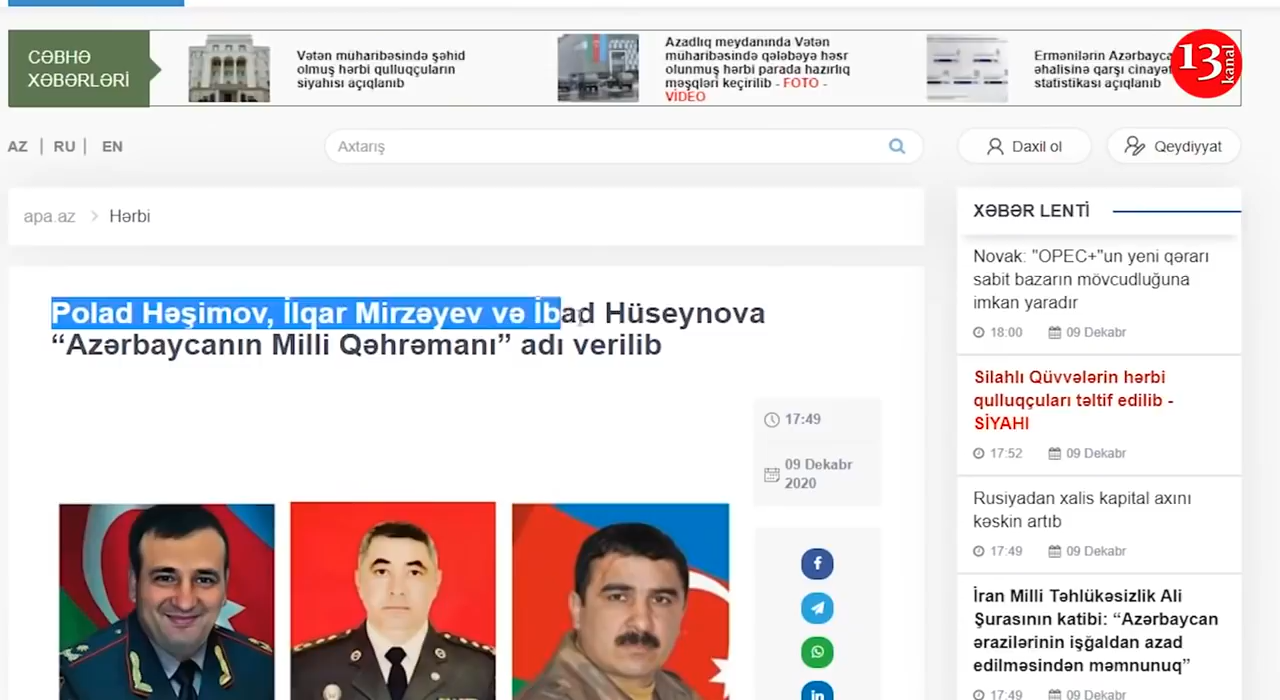 CƏBHƏ
XƏBƏRLƏRİ
Vətən müharibəsində şəhid
olmuş hərbi qulluqçuların
siyahısı açıqlanıb
Azadlıq meydanında Vətən
müharibəsində qələbəyə həsr
olunmuş hərbi parada hazırlıq
məşqləri keçirilib - FOTO -
VİDEO
Ermənilərin Azərbayca
əhalisinə qarşı cinayət
statistikası açıqlanıb
13
kanal
AZ | RU | EN
Axtarış
Daxil ol
Qeydiyyat
apa.az > Hərbi
Polad Həşimov, İlqar Mirzəyev və İbad Hüseynova
“Azərbaycanın Milli Qəhrəmanı” adı verilib
17:49
09 Dekabr
2020
XƏBƏR LENTİ
Novak: "OPEC+"un yeni qərarı
sabit bazarın mövcudluğuna
imkan yaradır
18:00 09 Dekabr
Silahlı Qüvvələrin hərbi
qulluqçuları təltif edilib -
SİYAHI
17:52 09 Dekabr
Rusiyadan xalis kapital axını
kəskin artıb
17:49 09 Dekabr
İran Milli Təhlükəsizlik Ali
Şurasının katibi: “Azərbaycan
ərazilərinin işğaldan azad
edilməsindən məmnunuq”
17:49 09 Dekabr